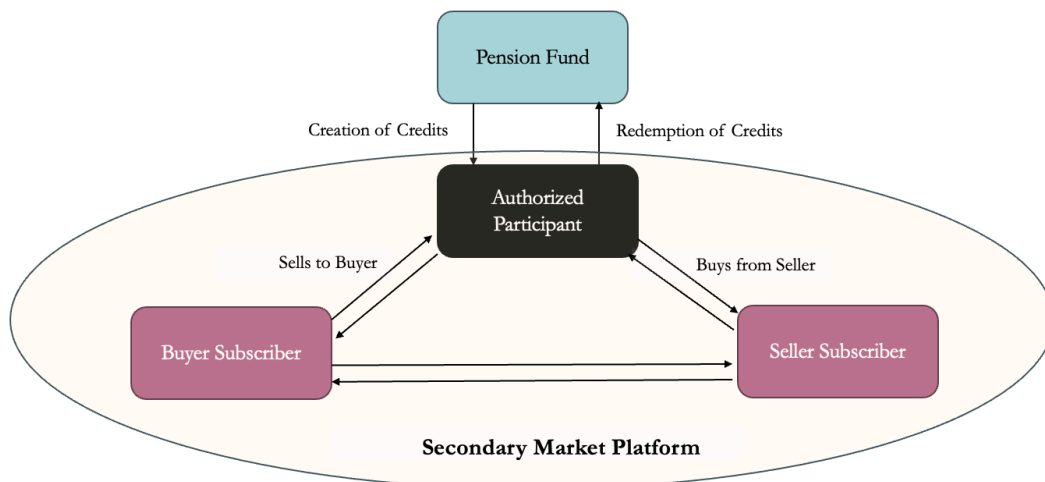 Pension Fund
Creation of Credits
Redemption of Credits
Authorized
Participant
Sells to Buyer
Buys from Seller
Buyer Subscriber
Seller Subscriber
Secondary Market Platform